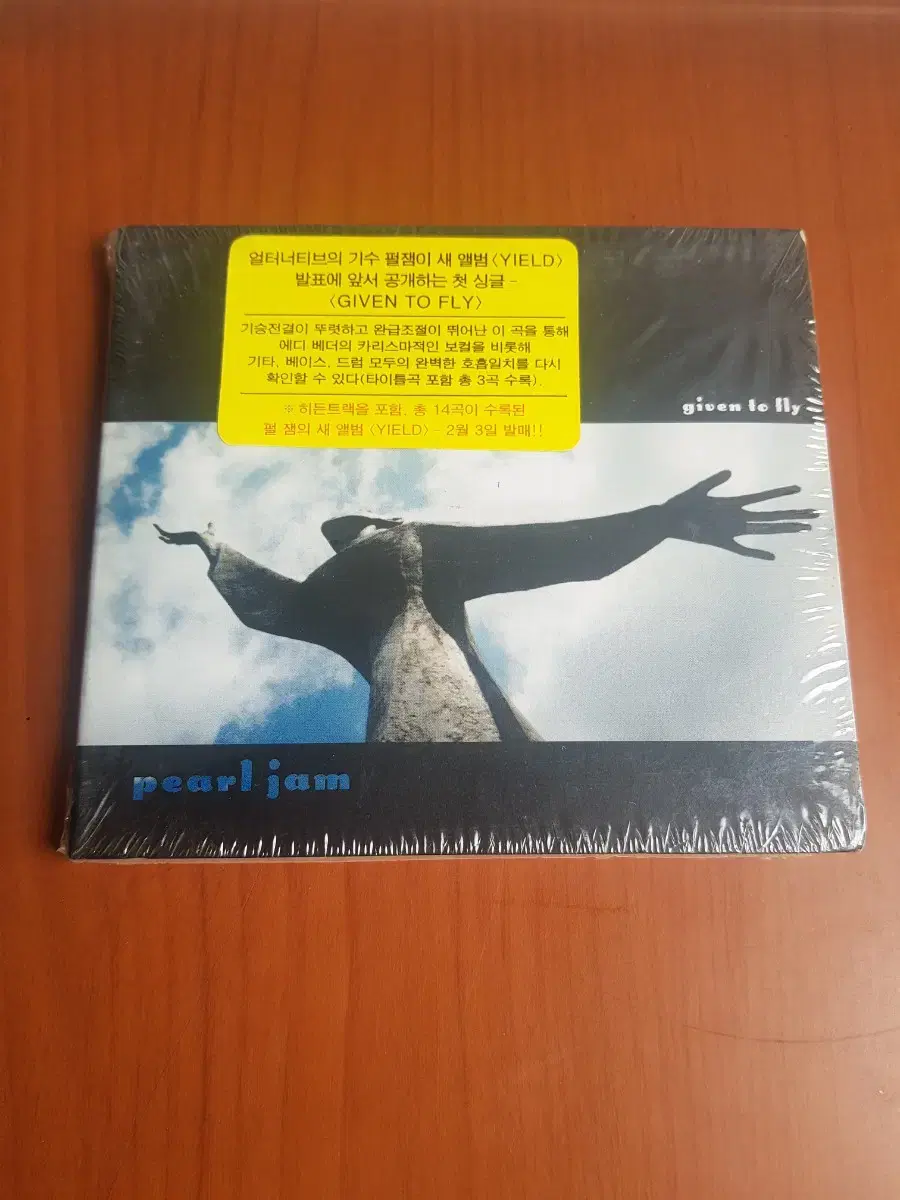 얼터너티브의 기수 펄잼이 새 앨범〈YIELD〉
발표에 앞서 공개하는 첫 싱글 -
〈GIVEN TO FLY〉
기승전결이 뚜렷하고 완급조절이 뛰어난 이 곡을 통해
에디 베더의 카리스마적인 보컬을 비롯해
기타, 베이스, 드럼 모두의 완벽한 호흡일치를 다시
확인할 수 있다(타이틀곡 포함 총 3곡 수록).
※ 히든트랙을 포함, 총 14곡이 수록된
펄 잼의 새 앨범〈YIELD〉- 2월 3일 발매!!
given to fly
pearl jam